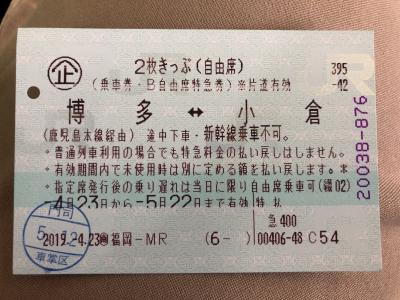 企 2枚きっぷ(自由席) 395
(乗車券・B自由席特急券)※片道有効 -42
博多 ↔ 小倉
(鹿児島本線経由) 途中下車・新幹線乗車不可。
・普通列車利用の場合でも特急料金の払い戻しはしません。
・有効期間内で未使用時は別に定める額を払い戻します。*
・指定席発行後の乗り遅れは当日に限り自由席乗車可(織02)
-4月23日から-5月22日まで有効 特
急400
2019.-4.23 福岡-MR (6-) 00406-48 C54
20038-876
門司
車掌区